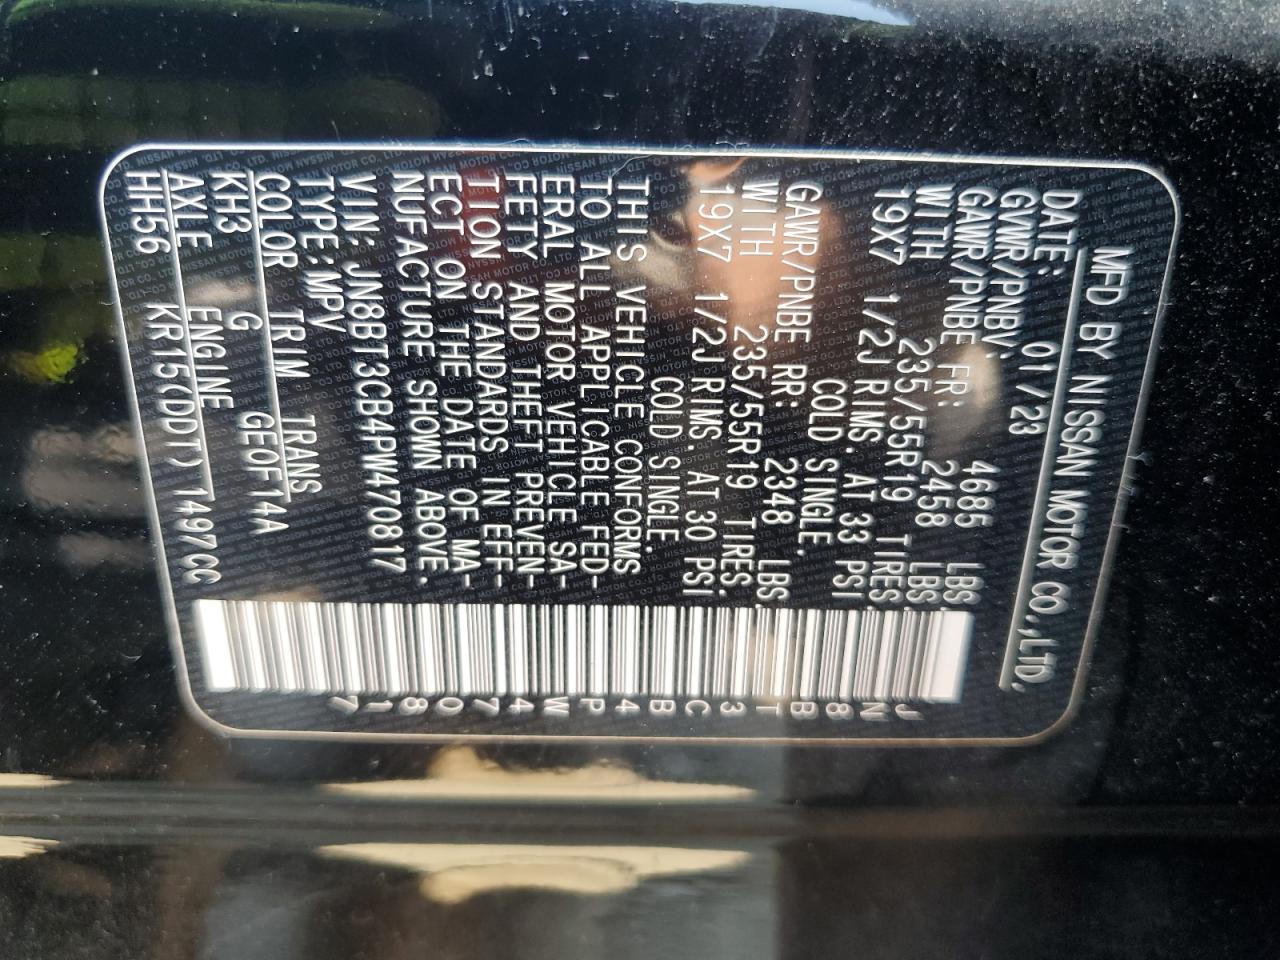 MFD BY NISSAN MOTOR CO.,LTD.
DATE: 01/23
GVWR/PNBV: 4685 LBS
GAWR/PNBE FR: 2458 LBS.
WITH 235/55R19 TIRES.
19X7 1/2J RIMS. AT 33 PSI
COLD SINGLE.
GAWR/PNBE RR: 2348 LBS.
WITH 235/55R19 TIRES.
19X7 1/2J RIMS. AT 30 PSI
COLD SINGLE.
THIS VEHICLE CONFORMS
TO ALL APPLICABLE FED-
ERAL MOTOR VEHICLE SA-
FETY AND THEFT PREVEN-
TION STANDARDS IN EFF-
ECT ON THE DATE OF MA-
NUFACTURE SHOWN ABOVE.
VIN: JN8BT3CB4PW470817
TYPE:MPV
COLOR TRIM TRANS
KH3 G GE0F14A
AXLE ENGINE
HH56 KR15(DDT) 1497CC
JN8BT3CB4PW470817